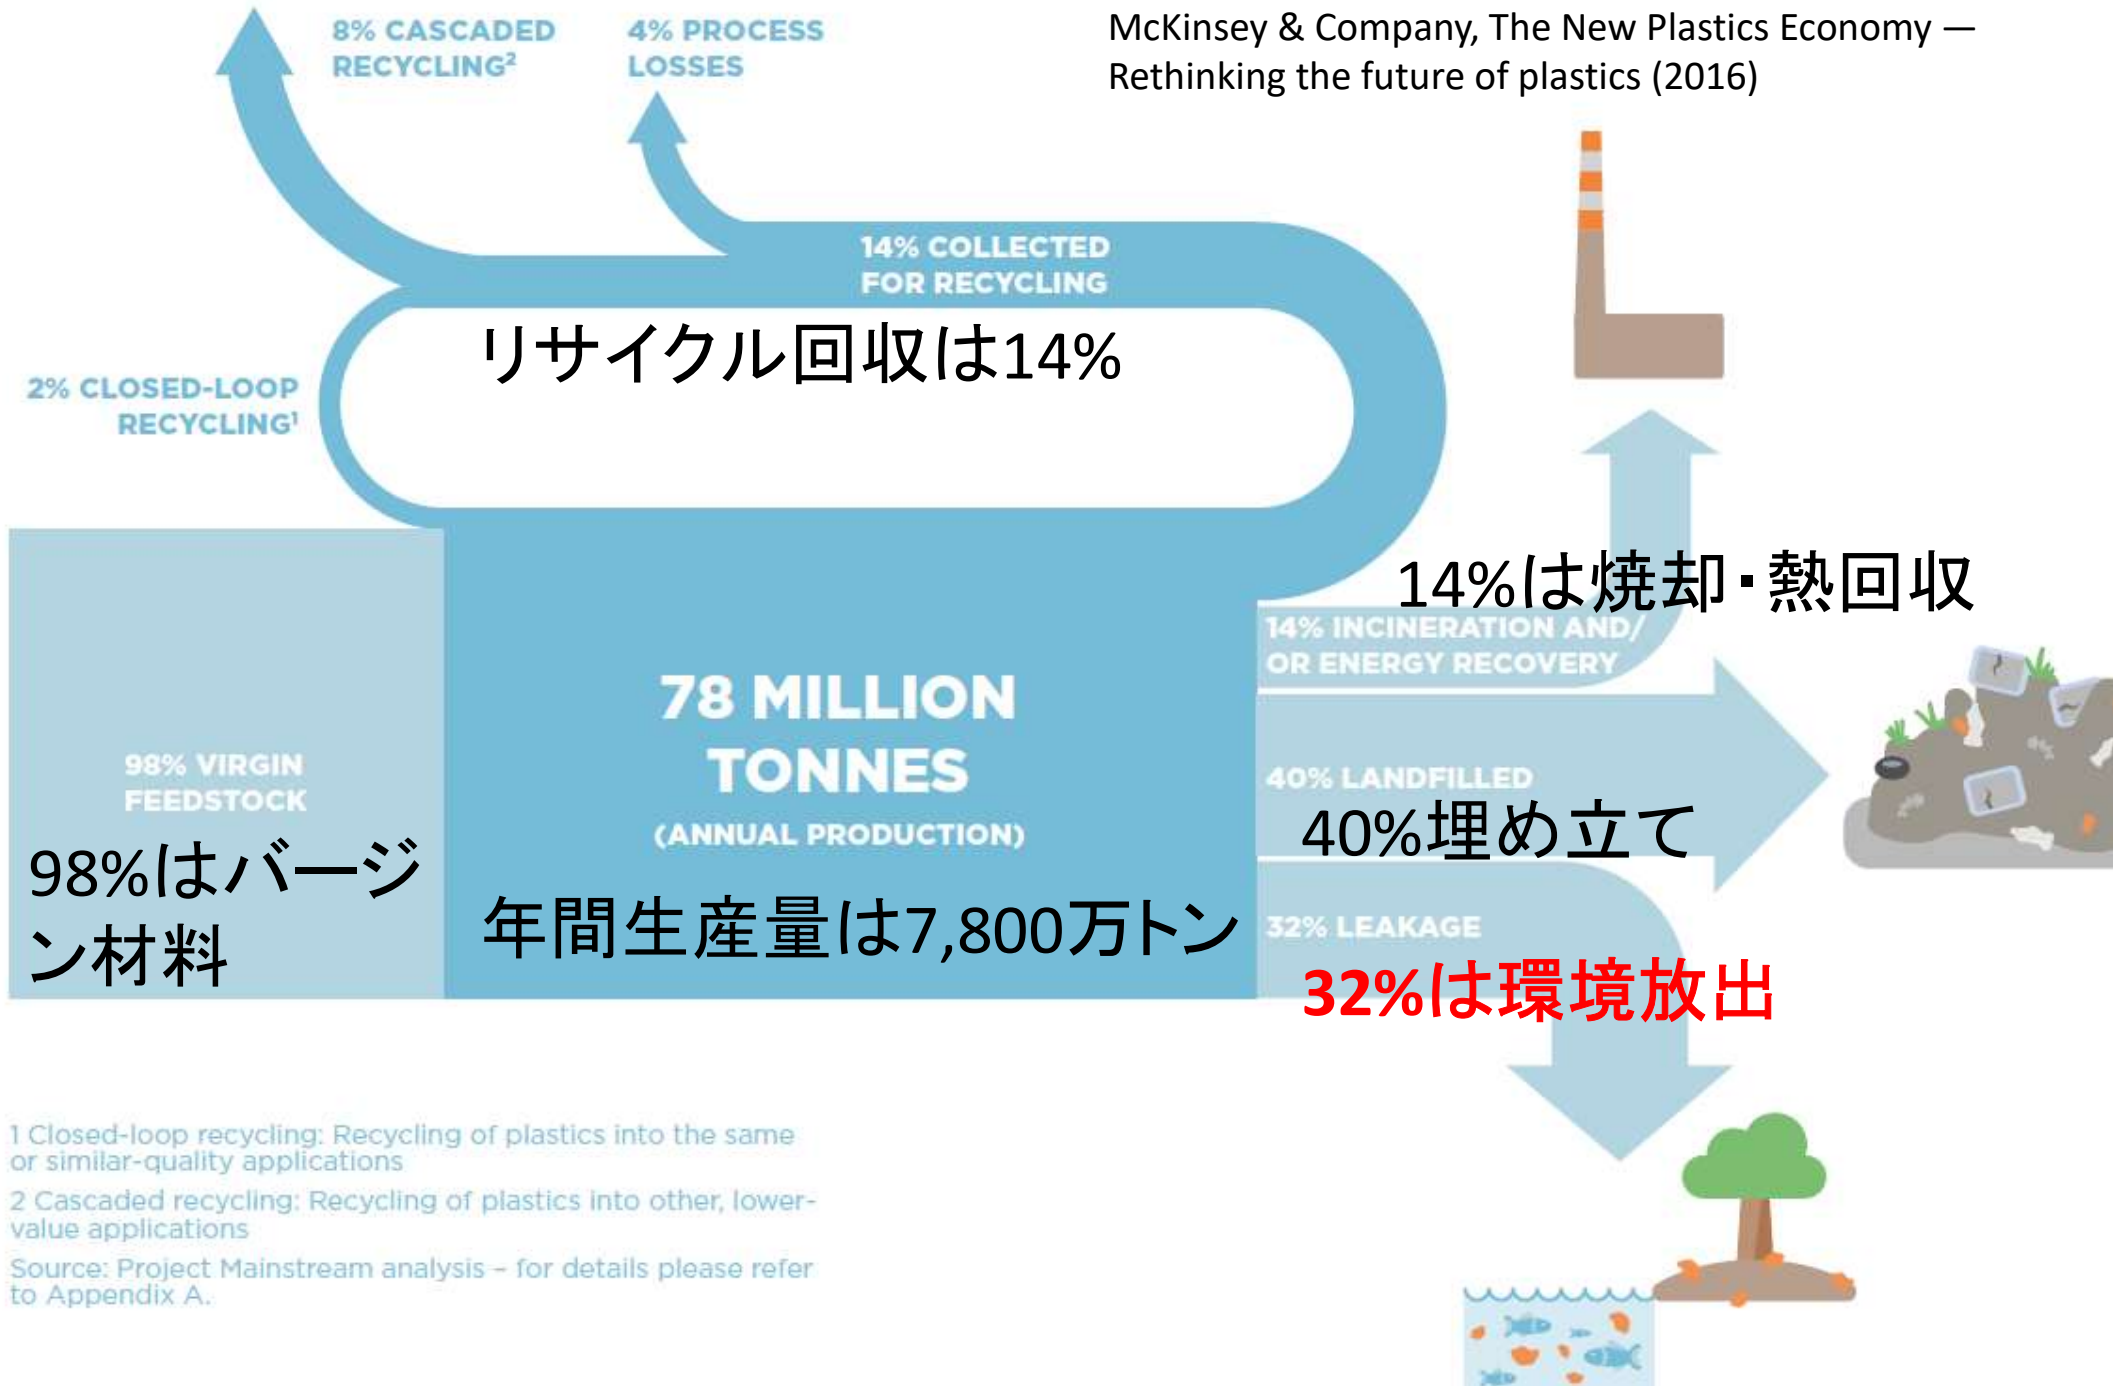 8% CASCADED
RECYCLING²
4% PROCESS
LOSSES
McKinsey & Company, The New Plastics Economy —
Rethinking the future of plastics (2016)
14% COLLECTED
FOR RECYCLING
リサイクル回収は14%
2% CLOSED-LOOP
RECYCLING¹
14%は焼却・熱回収
14% INCINERATION AND/
OR ENERGY RECOVERY
78 MILLION
TONNES
(ANNUAL PRODUCTION)
年間生産量は7,800万トン
98% VIRGIN
FEEDSTOCK
98%はバージ
ン材料
40% LANDFILLED
40%埋め立て
32% LEAKAGE
32%は環境放出
1 Closed-loop recycling: Recycling of plastics into the same
or similar-quality applications
2 Cascaded recycling: Recycling of plastics into other, lower-
value applications
Source: Project Mainstream analysis – for details please refer
to Appendix A.